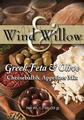 Wind Willow
&
Greek Feta & Olive
Cheeseball & Appetizer Mix